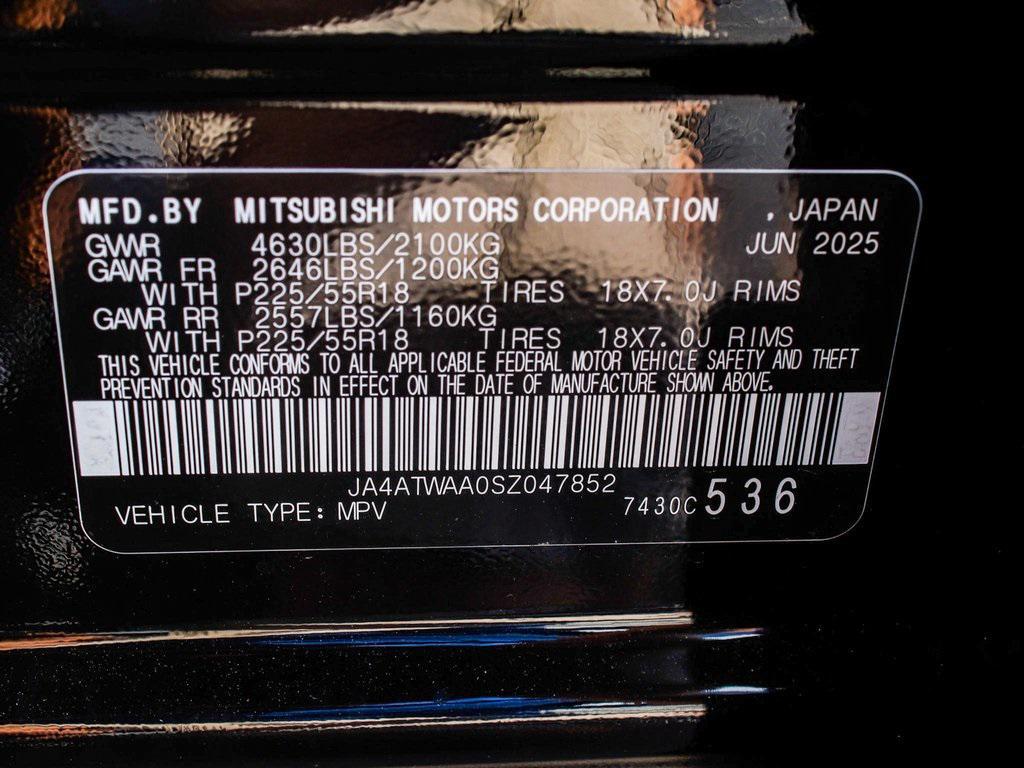 MFD.BY MITSUBISHI MOTORS CORPORATION , JAPAN
GVWR 4630LBS/2100KG JUN 2025
GAWR FR 2646LBS/1200KG
WITH P225/55R18 TIRES 18X7.0J RIMS
GAWR RR 2557LBS/1160KG
WITH P225/55R18 TIRES 18X7.0J RIMS
THIS VEHICLE CONFORMS TO ALL APPLICABLE FEDERAL MOTOR VEHICLE SAFETY AND THEFT
PREVENTION STANDARDS IN EFFECT ON THE DATE OF MANUFACTURE SHOWN ABOVE.
JA4ATWAA0SZ047852
VEHICLE TYPE: MPV 7430C 536